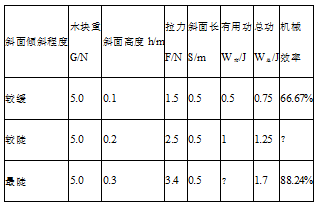 斜面倾斜程度 木块重G/N 斜面高度 h/m 拉力F/N 斜面长S/m 有用功W有/J 总功W总/J 机械效率
较缓 5.0 0.1 1.5 0.5 0.5 0.75 66.67%
较陡 5.0 0.2 2.5 0.5 1 1.25 ?
最陡 5.0 0.3 3.4 0.5 ? 1.7 88.24%